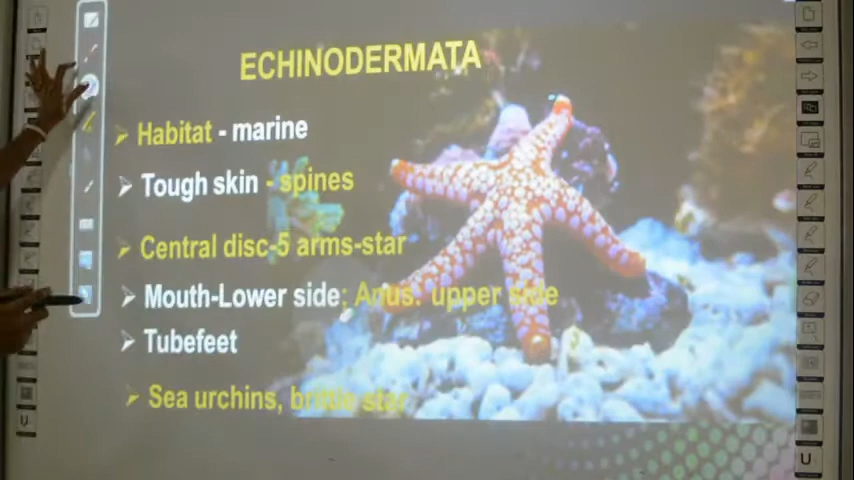 ECHINODERMATA
Habitat - marine
Tough skin - spines
Central disc-5 arms-star
Mouth-Lower side: Anus: upper side
Tubefeet
Sea urchins, brittle star